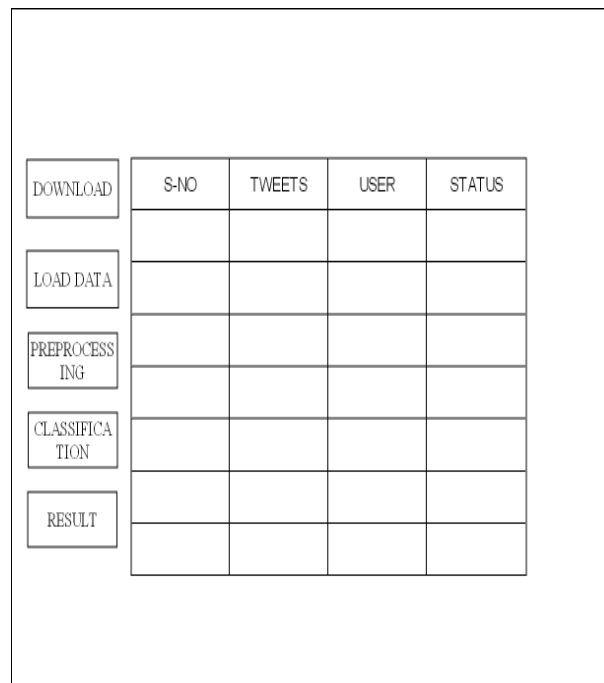 DOWNLOAD
LOAD DATA
PREPROCESS
ING
CLASSIFICA
TION
RESULT
S-NO TWEETS USER STATUS